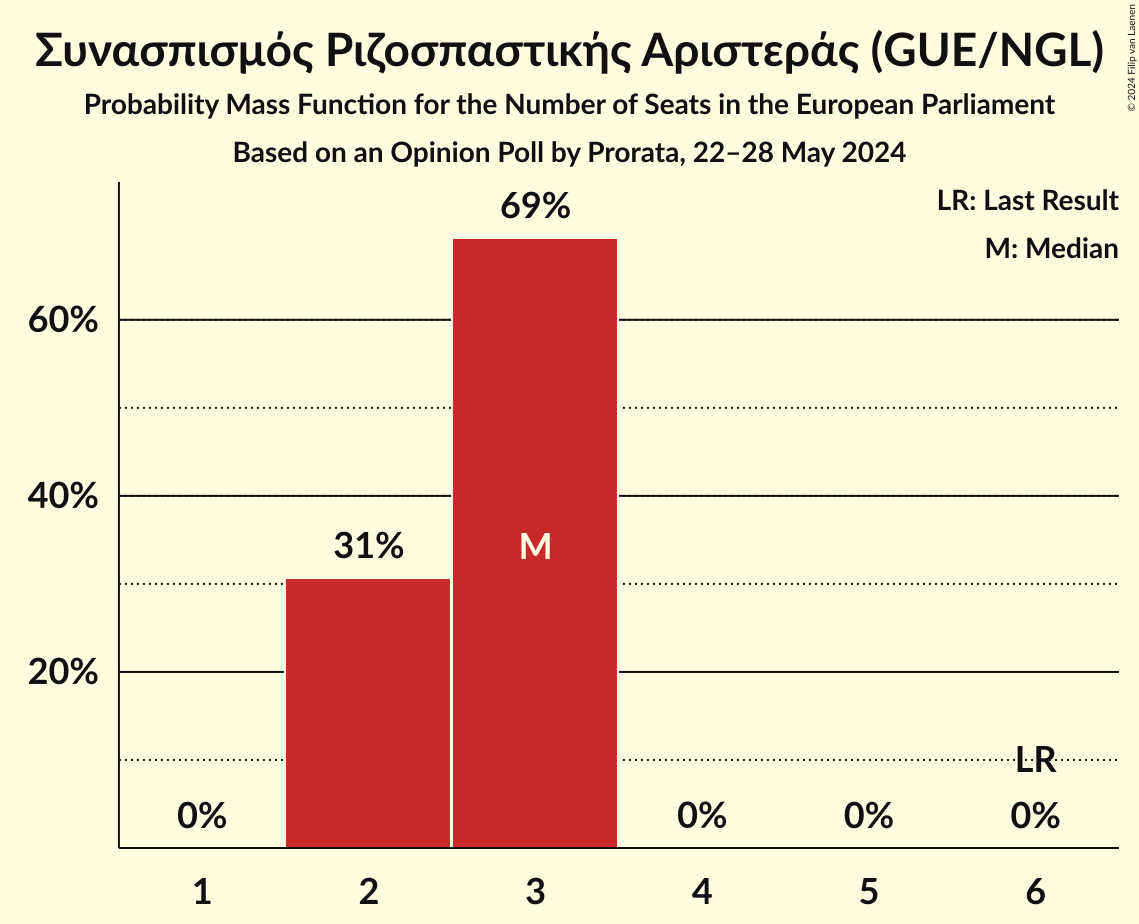 Συνασπισμός Ριζοσπαστικής Αριστεράς (GUE/NGL)
Probability Mass Function for the Number of Seats in the European Parliament
Based on an Opinion Poll by Prorata, 22–28 May 2024
© 2024 Filip van Laenen
LR: Last Result
M: Median
69%
60%
40%
31%
M
20%
LR
0%
0%
0%
0%
1
2
3
4
5
6